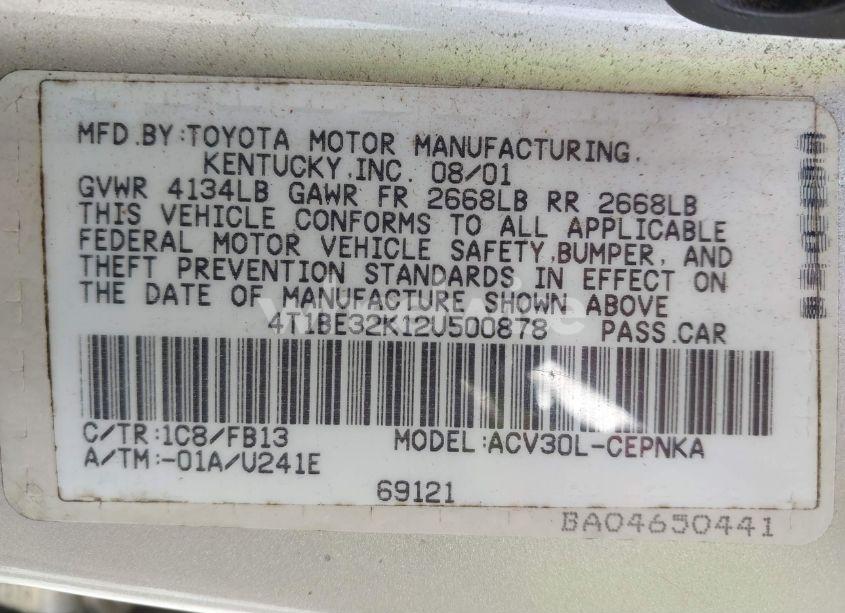 MFD.BY:TOYOTA MOTOR MANUFACTURING.
KENTUCKY,INC. 08/01
GVWR 4134LB GAWR FR 2668LB RR 2668LB
THIS VEHICLE CONFORMS TO ALL APPLICABLE
FEDERAL MOTOR VEHICLE SAFETY,BUMPER, AND
THEFT PREVENTION STANDARDS IN EFFECT ON
THE DATE OF MANUFACTURE SHOWN ABOVE
4T1BE32K12U500878 PASS.CAR
C/TR:1C8/FB13 MODEL:ACV30L-CEPNKA
A/TM:-01A/U241E
69121
BA04650441